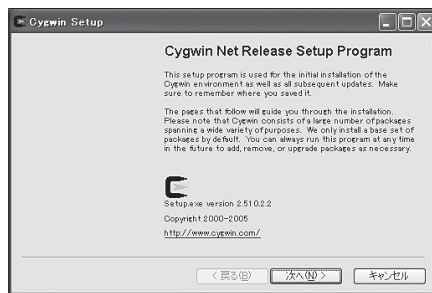 Cygwin Setup
Cygwin Net Release Setup Program
This setup program is used for the initial installation of the
Cygwin environment as well as all subsequent updates. Make
sure to remember where you saved it.
The pages that follow will guide you through the installation.
Please note that Cygwin consists of a large number of packages
spanning a wide variety of purposes. We only install a base set of
packages by default. You can always run this program at any time
in the future to add, remove, or upgrade packages as necessary.
Setup.exe version 2.510.2.2
Copyright 2000-2005
http://www.cygwin.com/
< 戻る(B) 次へ(N) > キャンセル